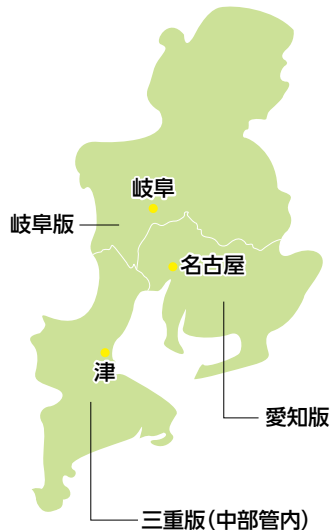 岐阜
岐阜版
名古屋
津
愛知版
三重版(中部管内)